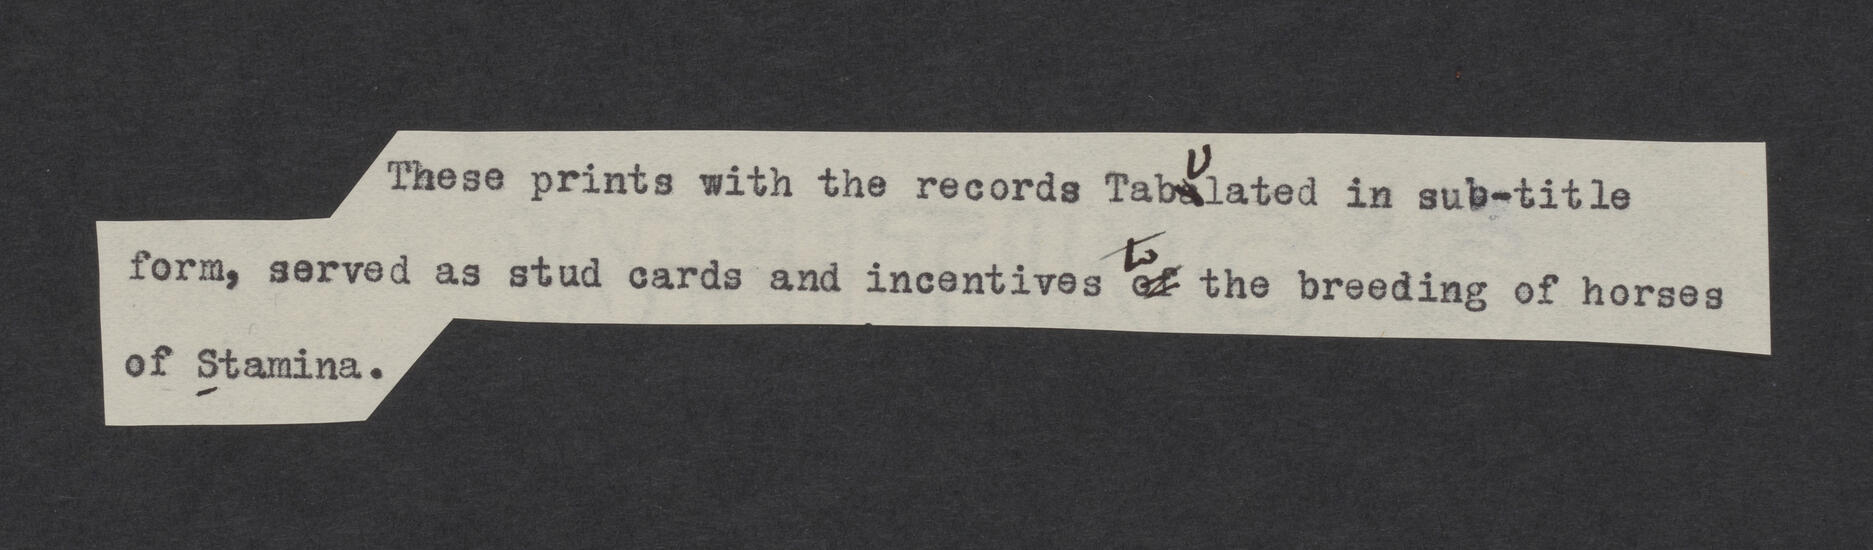 These prints with the records Tabulated in sub-title
form, served as stud cards and incentives to the breeding of horses
of Stamina.